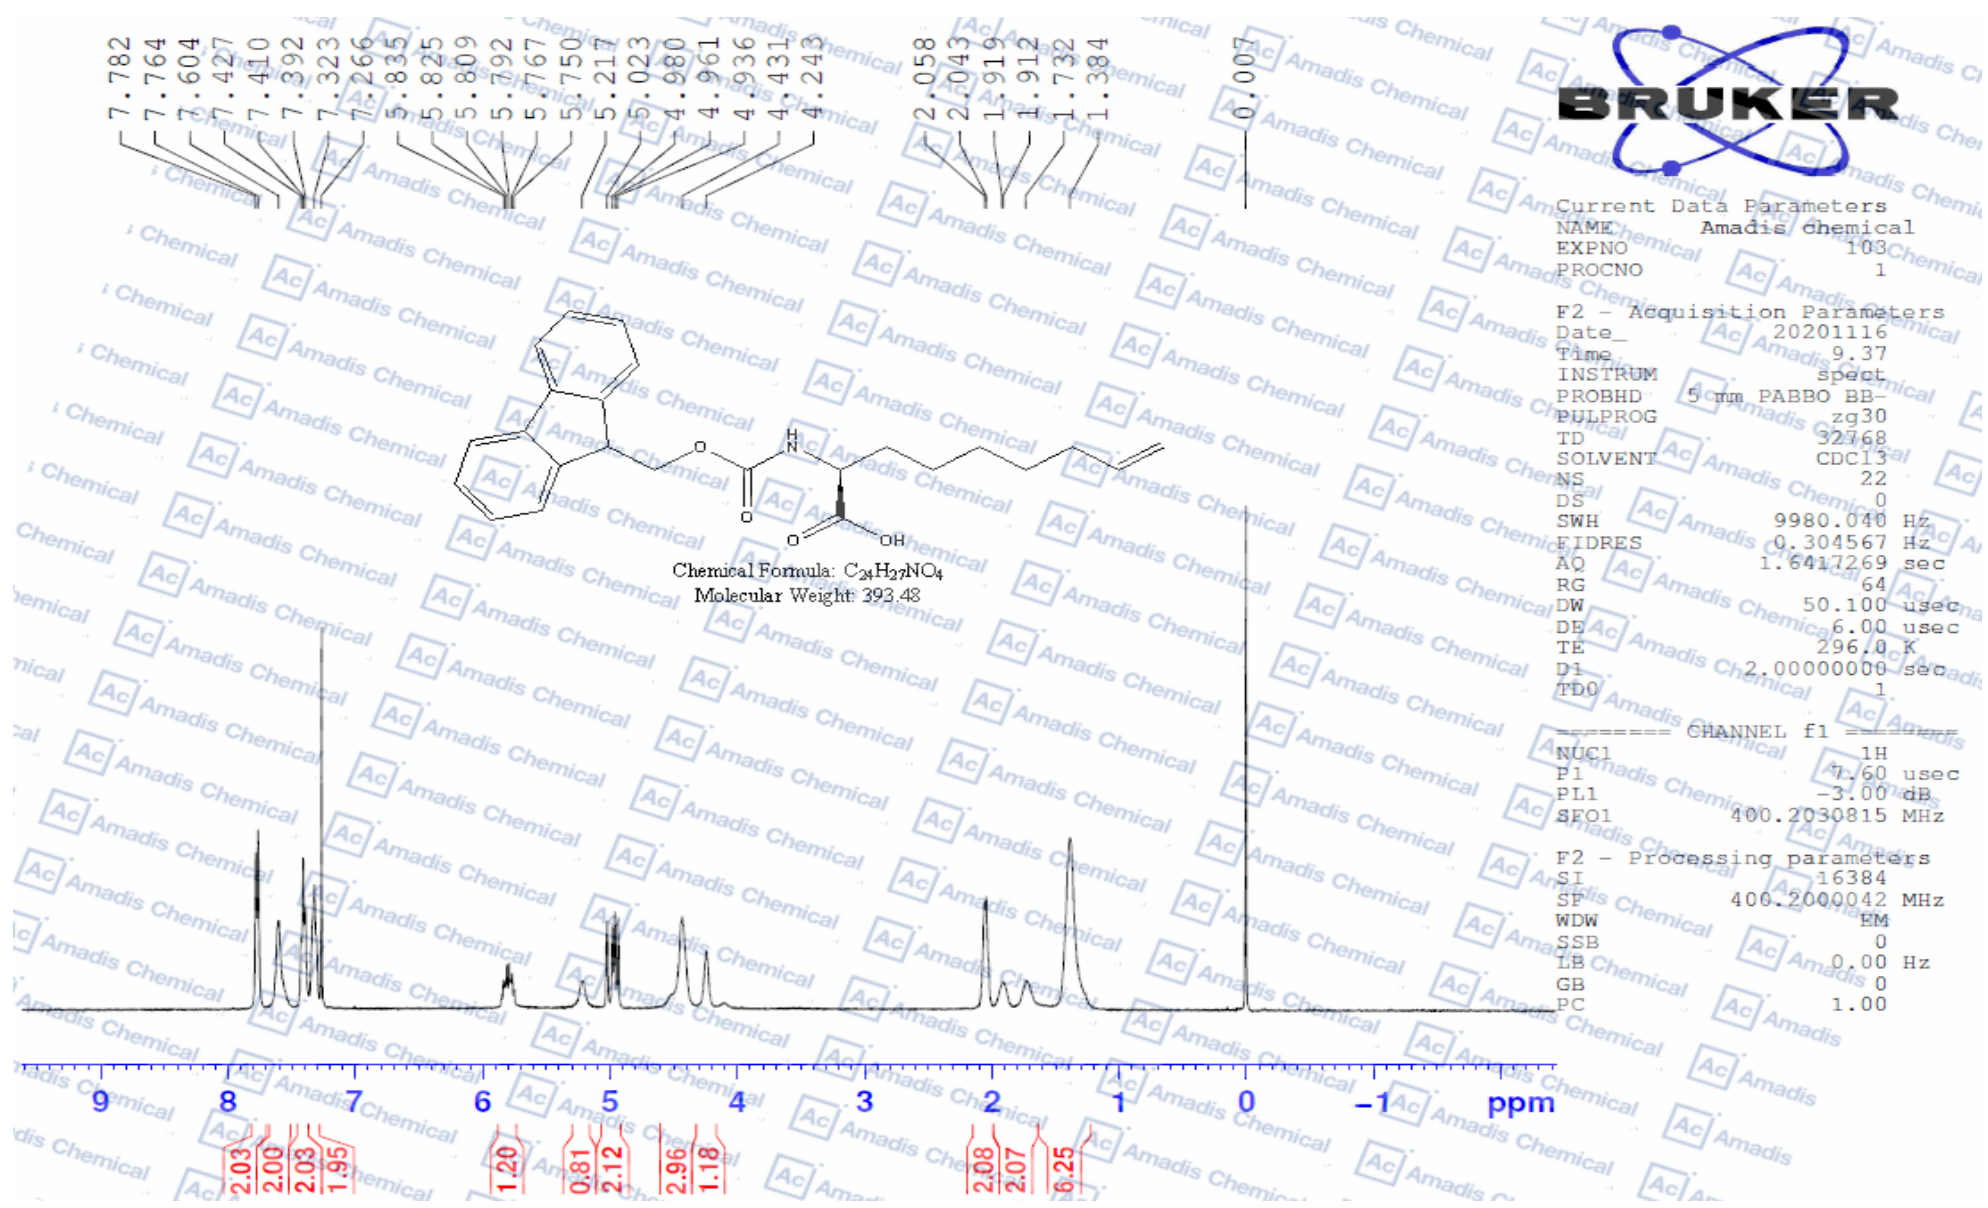 7.782
7.764
7.604
7.427
7.410
7.392
7.323
7.266
5.835
5.825
5.809
5.792
5.767
5.750
5.217
5.023
4.980
4.961
4.936
4.431
4.243
2.058
2.043
1.919
1.912
1.732
1.384
0.007
BRUKER
Current Data Parameters
NAME Amadis chemical
EXPNO 103
PROCNO 1
F2 - Acquisition Parameters
Date_ 20201116
Time 9.37
INSTRUM spect
PROBHD 5 mm PABBO BB-
PULPROG zg30
TD 32768
SOLVENT CDCl3
NS 22
DS 0
SWH 9980.040 Hz
FIDRES 0.304567 Hz
AQ 1.6417269 sec
RG 64
DW 50.100 usec
DE 6.00 usec
TE 296.0 K
D1 2.00000000 sec
TD0 1
======== CHANNEL f1 ========
NUC1 1H
P1 7.60 usec
PL1 -3.00 dB
SFO1 400.2030815 MHz
F2 - Processing parameters
SI 16384
SF 400.2000042 MHz
WDW EM
SSB 0
LB 0.00 Hz
GB 0
PC 1.00
O
H
N
O
O
OH
Chemical Formula: C24H27NO4
Molecular Weight: 393.48
9 8 7 6 5 4 3 2 1 0 -1 ppm
2.03
2.00
2.03
1.95
1.20
0.81
2.12
2.96
1.18
2.08
2.07
6.25
Ac Amadis Chemical